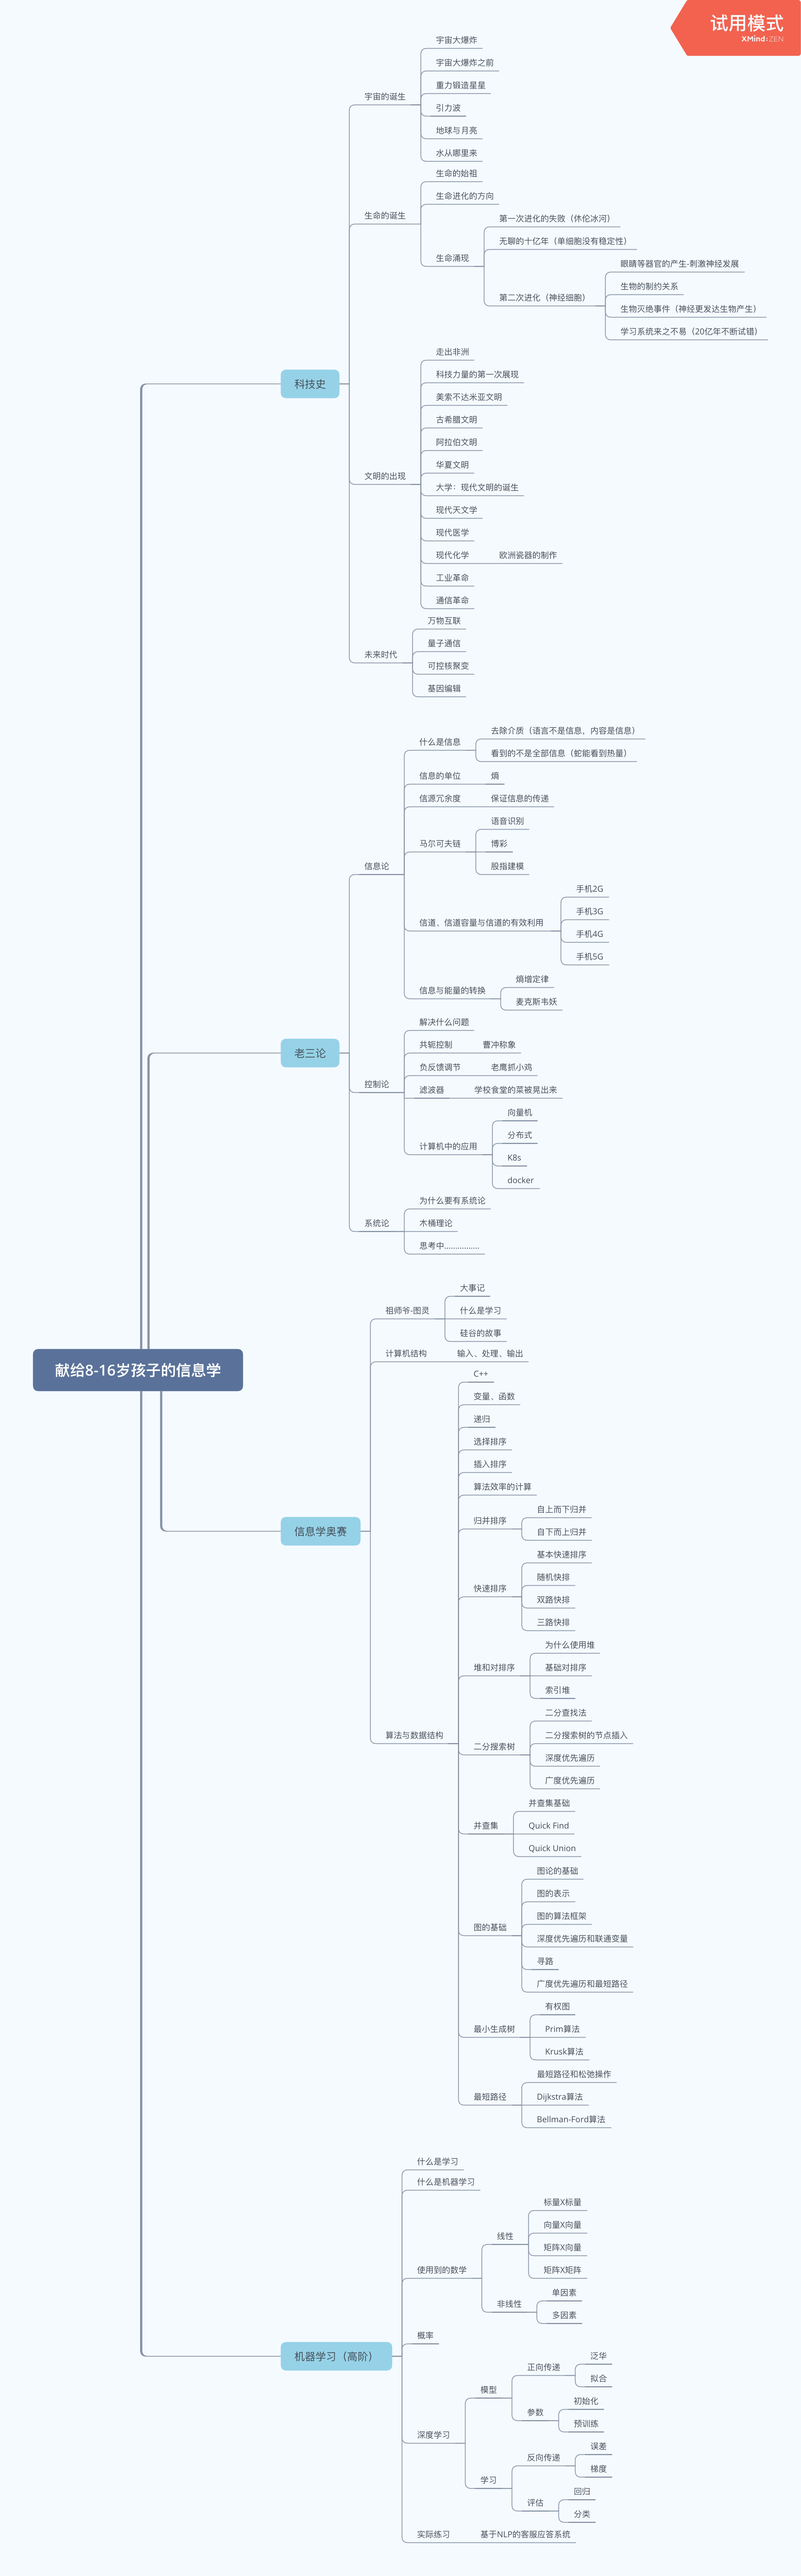 试用模式
XMind:ZEN
献给8-16岁孩子的信息学
科技史
宇宙的诞生
宇宙大爆炸
宇宙大爆炸之前
重力锻造星星
引力波
地球与月亮
水从哪里来
生命的诞生
生命的始祖
生命进化的方向
生命涌现
第一次进化的失败（休伦冰河）
无聊的十亿年（单细胞没有稳定性）
第二次进化（神经细胞）
眼睛等器官的产生-刺激神经发展
生物的制约关系
生物灭绝事件（神经更发达生物产生）
学习系统来之不易（20亿年不断试错）
文明的出现
走出非洲
科技力量的第一次展现
美索不达米亚文明
古希腊文明
阿拉伯文明
华夏文明
大学：现代文明的诞生
现代天文学
现代医学
现代化学
欧洲瓷器的制作
工业革命
通信革命
未来时代
万物互联
量子通信
可控核聚变
基因编辑
老三论
信息论
什么是信息
去除介质（语言不是信息，内容是信息）
看到的不是全部信息（蛇能看到热量）
信息的单位
熵
信源冗余度
保证信息的传递
马尔可夫链
语音识别
博彩
股指建模
信道、信道容量与信道的有效利用
手机2G
手机3G
手机4G
手机5G
信息与能量的转换
熵增定律
麦克斯韦妖
控制论
解决什么问题
共轭控制
曹冲称象
负反馈调节
老鹰抓小鸡
滤波器
学校食堂的菜被晃出来
计算机中的应用
向量机
分布式
K8s
docker
系统论
为什么要有系统论
木桶理论
思考中...............
信息学奥赛
祖师爷-图灵
大事记
什么是学习
硅谷的故事
计算机结构
输入、处理、输出
算法与数据结构
C++
变量、函数
递归
选择排序
插入排序
算法效率的计算
归并排序
自上而下归并
自下而上归并
快速排序
基本快速排序
随机快排
双路快排
三路快排
堆和对排序
为什么使用堆
基础对排序
索引堆
二分搜索树
二分查找法
二分搜索树的节点插入
深度优先遍历
广度优先遍历
并查集
并查集基础
Quick Find
Quick Union
图的基础
图论的基础
图的表示
图的算法框架
深度优先遍历和联通变量
寻路
广度优先遍历和最短路径
最小生成树
有权图
Prim算法
Krusk算法
最短路径
最短路径和松弛操作
Dijkstra算法
Bellman-Ford算法
机器学习（高阶）
什么是学习
什么是机器学习
使用到的数学
线性
标量X标量
向量X向量
矩阵X向量
矩阵X矩阵
非线性
单因素
多因素
概率
深度学习
模型
正向传递
泛华
拟合
参数
初始化
预训练
学习
反向传递
误差
梯度
评估
回归
分类
实际练习
基于NLP的客服应答系统